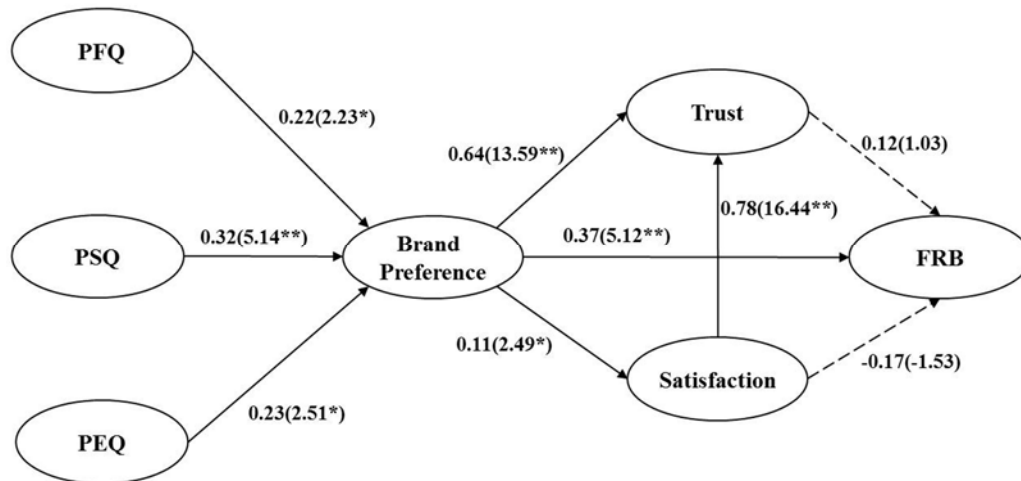 PFQ
0.22(2.23*)
Trust
0.64(13.59**)
0.12(1.03)
0.78(16.44**)
PSQ
0.32(5.14**)
Brand
Preference
0.37(5.12**)
FRB
0.11(2.49*)
Satisfaction
-0.17(-1.53)
PEQ
0.23(2.51*)